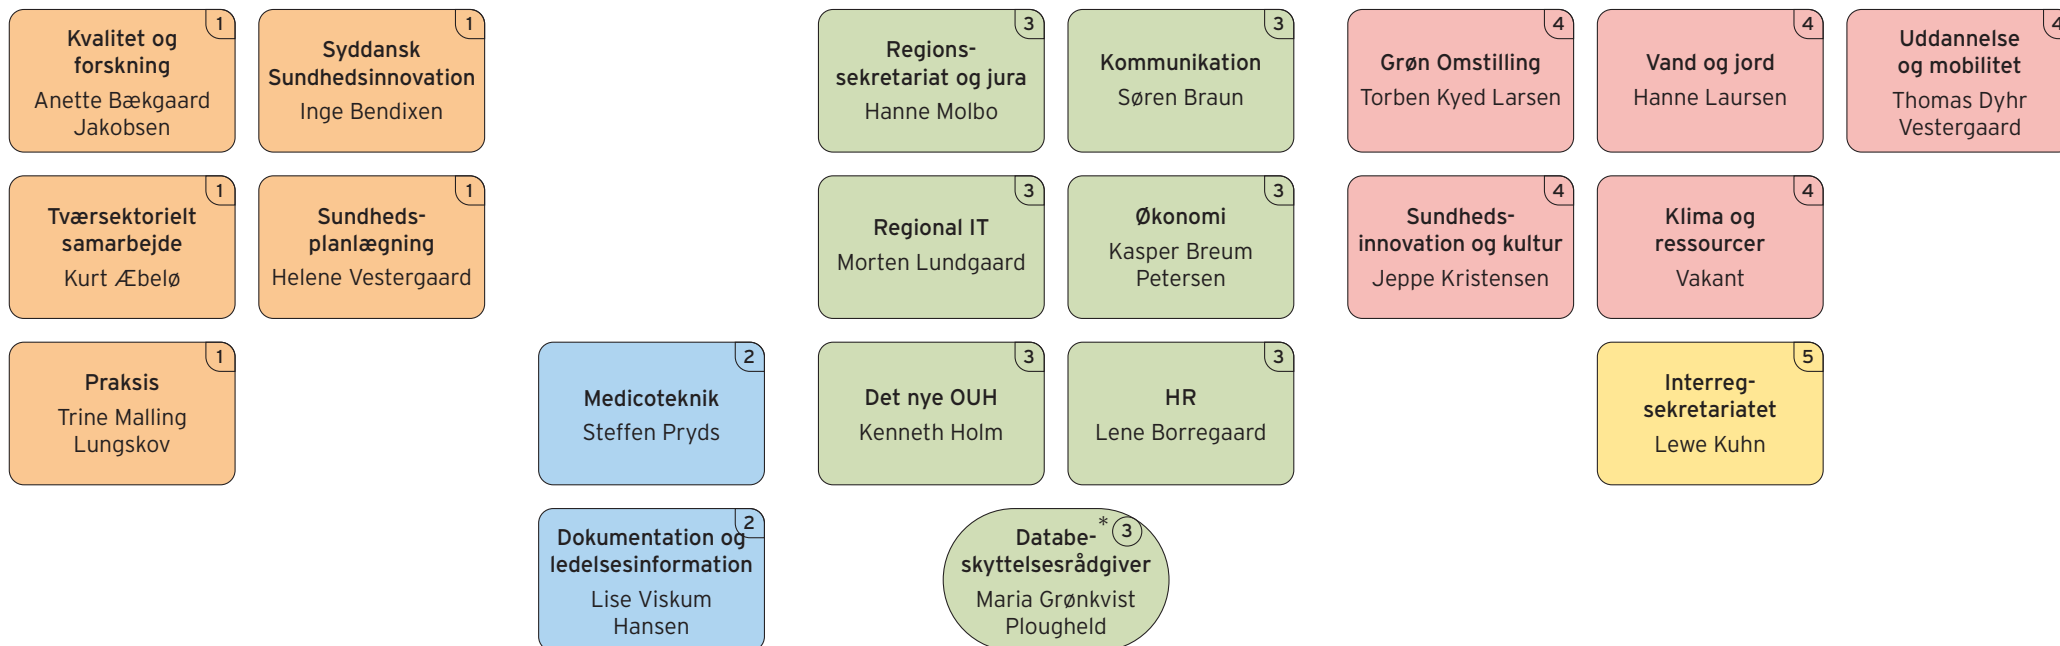 1
Kvalitet og
forskning
Anette Bækgaard
Jakobsen
1
Syddansk
Sundhedsinnovation
Inge Bendixen
3
Regions-
sekretariat og jura
Hanne Molbo
3
Kommunikation
Søren Braun
4
Grøn Omstilling
Torben Kyed Larsen
4
Vand og jord
Hanne Laursen
4
Uddannelse
og mobilitet
Thomas Dyhr
Vestergaard
1
Tværsektorielt
samarbejde
Kurt Æbelø
1
Sundheds-
planlægning
Helene Vestergaard
3
Regional IT
Morten Lundgaard
3
Økonomi
Kasper Breum
Petersen
4
Sundheds-
innovation og kultur
Jeppe Kristensen
4
Klima og
ressourcer
Vakant
1
Praksis
Trine Malling
Lungskov
2
Medicoteknik
Steffen Pryds
3
Det nye OUH
Kenneth Holm
3
HR
Lene Borregaard
5
Interreg-
sekretariatet
Lewe Kuhn
2
Dokumentation og
ledelsesinformation
Lise Viskum
Hansen
* 3
Databe-
skyttelsesrådgiver
Maria Grønkvist
Plougheld